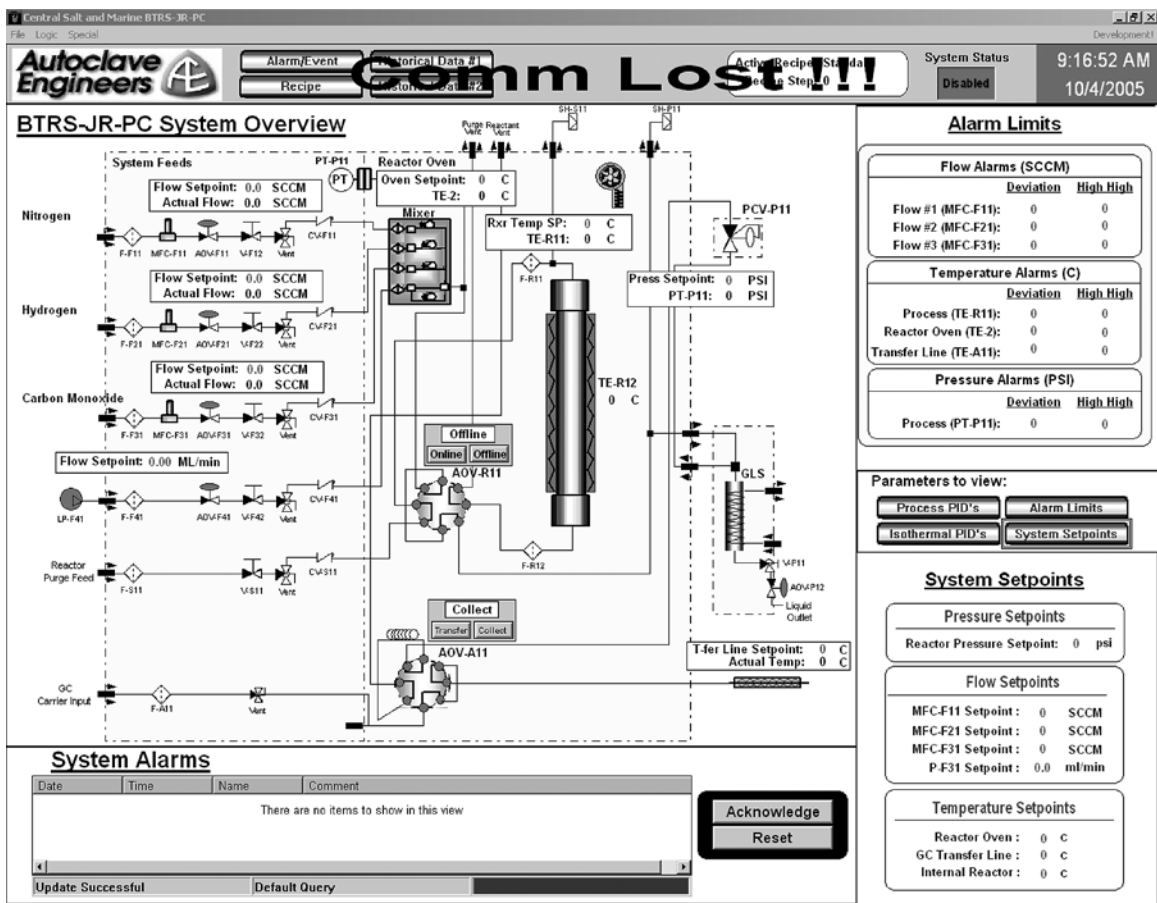 Central Salt and Marine BTRS-JR-PC
File Logic Special
Development!
Autoclave Engineers
AE
Alarm/Event
Historical Data #1
Recipe
Historical Data #2
Comm Lost !!!
Active Recipe: Standard
Recipe Step: 0
System Status
Disabled
9:16:52 AM
10/4/2005
BTRS-JR-PC System Overview
System Feeds
PT-P11
PT
Reactor Oven
Purge Vent
Reactant Vent
SH-S11
SH-P11
Oven Setpoint: 0 C
TE-2: 0 C
Flow Setpoint: 0.0 SCCM
Actual Flow: 0.0 SCCM
Nitrogen
F-F11 MFC-F11 AOV-F11 V-F12 Vent CV-F11
Mixer
Rxr Temp SP: 0 C
TE-R11: 0 C
F-R11
PCV-P11
Press Setpoint: 0 PSI
PT-P11: 0 PSI
Flow Setpoint: 0.0 SCCM
Actual Flow: 0.0 SCCM
Hydrogen
F-F21 MFC-F21 AOV-F21 V-F22 Vent CV-F21
Flow Setpoint: 0.0 SCCM
Actual Flow: 0.0 SCCM
Carbon Monoxide
F-F31 MFC-F31 AOV-F31 V-F32 Vent CV-F31
TE-R12
0 C
Flow Setpoint: 0.00 ML/min
LP-F41 F-F41 AOV-F41 V-F42 Vent CV-F41
Offline
Online Offline
AOV-R11
GLS
F-R12
V-P11
AOV-P12
Liquid Outlet
Reactor Purge Feed
F-S11 V-S11 Vent CV-S11
Collect
Transfer Collect
AOV-A11
T-fer Line Setpoint: 0 C
Actual Temp: 0 C
GC Carrier Input
F-A11 Vent
Alarm Limits
Flow Alarms (SCCM)
Deviation High High
Flow #1 (MFC-F11): 0 0
Flow #2 (MFC-F21): 0 0
Flow #3 (MFC-F31): 0 0
Temperature Alarms (C)
Deviation High High
Process (TE-R11): 0 0
Reactor Oven (TE-2): 0 0
Transfer Line (TE-A11): 0 0
Pressure Alarms (PSI)
Deviation High High
Process (PT-P11): 0 0
Parameters to view:
Process PID's Alarm Limits
Isothermal PID's System Setpoints
System Setpoints
Pressure Setpoints
Reactor Pressure Setpoint: 0 psi
Flow Setpoints
MFC-F11 Setpoint : 0 SCCM
MFC-F21 Setpoint : 0 SCCM
MFC-F31 Setpoint : 0 SCCM
P-F31 Setpoint : 0.0 ml/min
Temperature Setpoints
Reactor Oven : 0 C
GC Transfer Line : 0 C
Internal Reactor : 0 C
System Alarms
Date Time Name Comment
There are no items to show in this view
Update Successful Default Query
Acknowledge
Reset